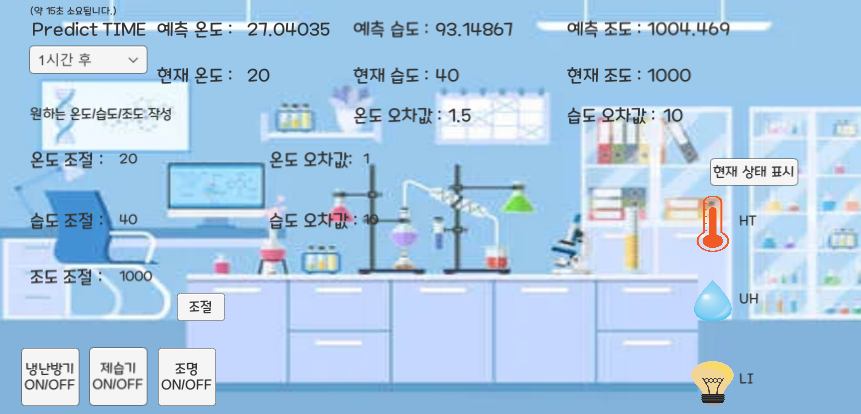 (약 15초 소요됩니다.)
Predict TIME 예측 온도 : 27.04035 예측 습도 : 93.14867 예측 조도 : 1004.469
1시간 후
현재 온도 : 20 현재 습도 : 40 현재 조도 : 1000
원하는 온도/습도/조도 작성 온도 오차값 : 1.5 습도 오차값 : 10
온도 조절 : 20 온도 오차값: 1
현재 상태 표시
습도 조절 : 40 습도 오차값 : 10
HT
조도 조절 : 1000
조절
UH
냉난방기
ON/OFF
제습기
ON/OFF
조명
ON/OFF
LI